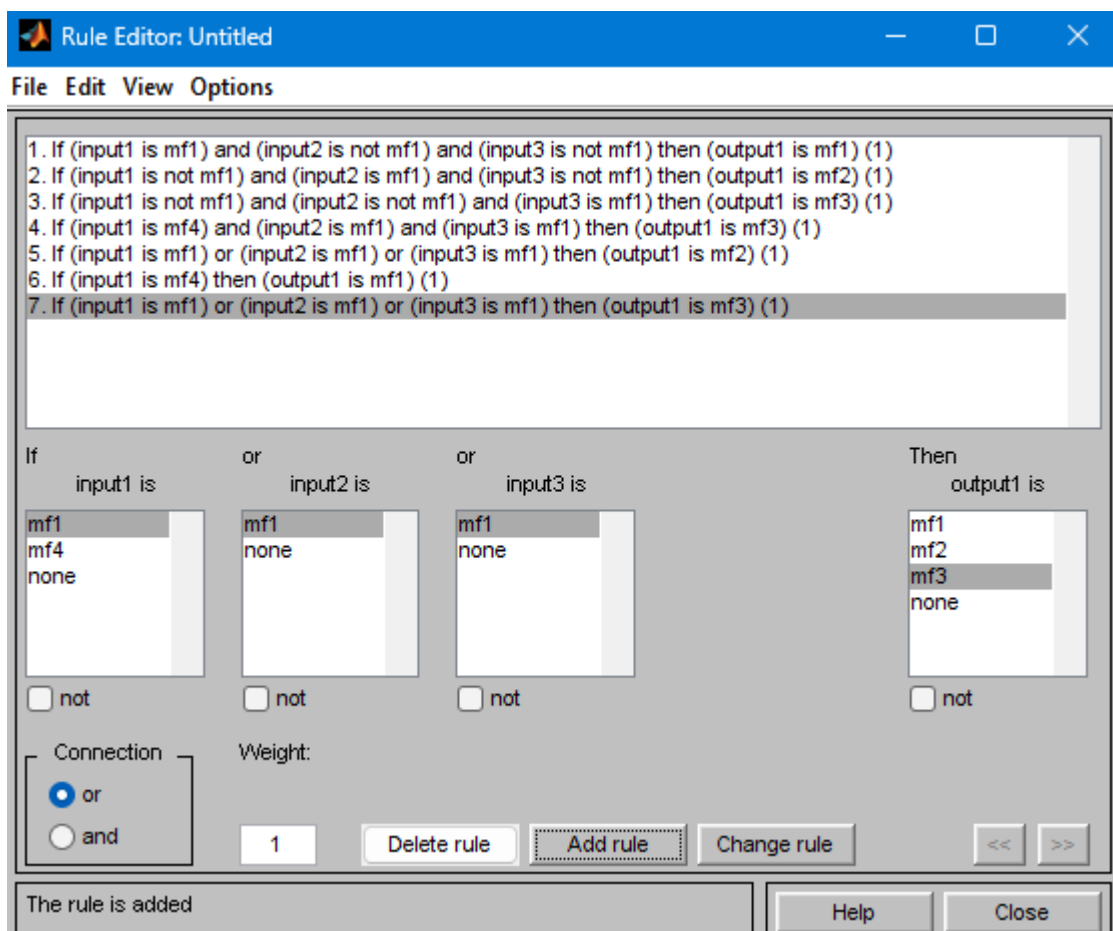 Rule Editor: Untitled
File Edit View Options
1. If (input1 is mf1) and (input2 is not mf1) and (input3 is not mf1) then (output1 is mf1) (1)
2. If (input1 is not mf1) and (input2 is mf1) and (input3 is not mf1) then (output1 is mf2) (1)
3. If (input1 is not mf1) and (input2 is not mf1) and (input3 is mf1) then (output1 is mf3) (1)
4. If (input1 is mf4) and (input2 is mf1) and (input3 is mf1) then (output1 is mf3) (1)
5. If (input1 is mf1) or (input2 is mf1) or (input3 is mf1) then (output1 is mf2) (1)
6. If (input1 is mf4) then (output1 is mf1) (1)
7. If (input1 is mf1) or (input2 is mf1) or (input3 is mf1) then (output1 is mf3) (1)
If or or Then
input1 is input2 is input3 is output1 is
mf1 mf1 mf1 mf1
mf4 none none mf2
none mf3
none
not not not not
Connection Weight:
or
and 1 Delete rule Add rule Change rule << >>
The rule is added Help Close